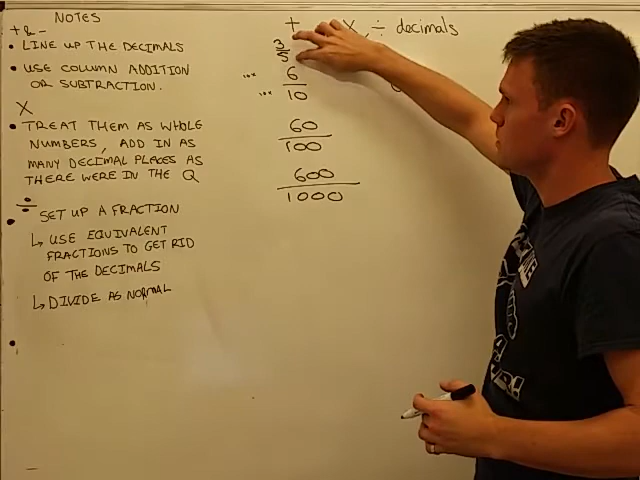 NOTES
+ & -
• LINE UP THE DECIMALS
• USE COLUMN ADDITION
OR SUBTRACTION.
X
• TREAT THEM AS WHOLE
NUMBERS, ADD IN AS
MANY DECIMAL PLACES AS
THERE WERE IN THE Q
÷
• SET UP A FRACTION
↳ USE EQUIVALENT
FRACTIONS TO GET RID
OF THE DECIMALS
↳ DIVIDE AS NORMAL
+ X, ÷ decimals
3
5
6
10
60
100
600
1000